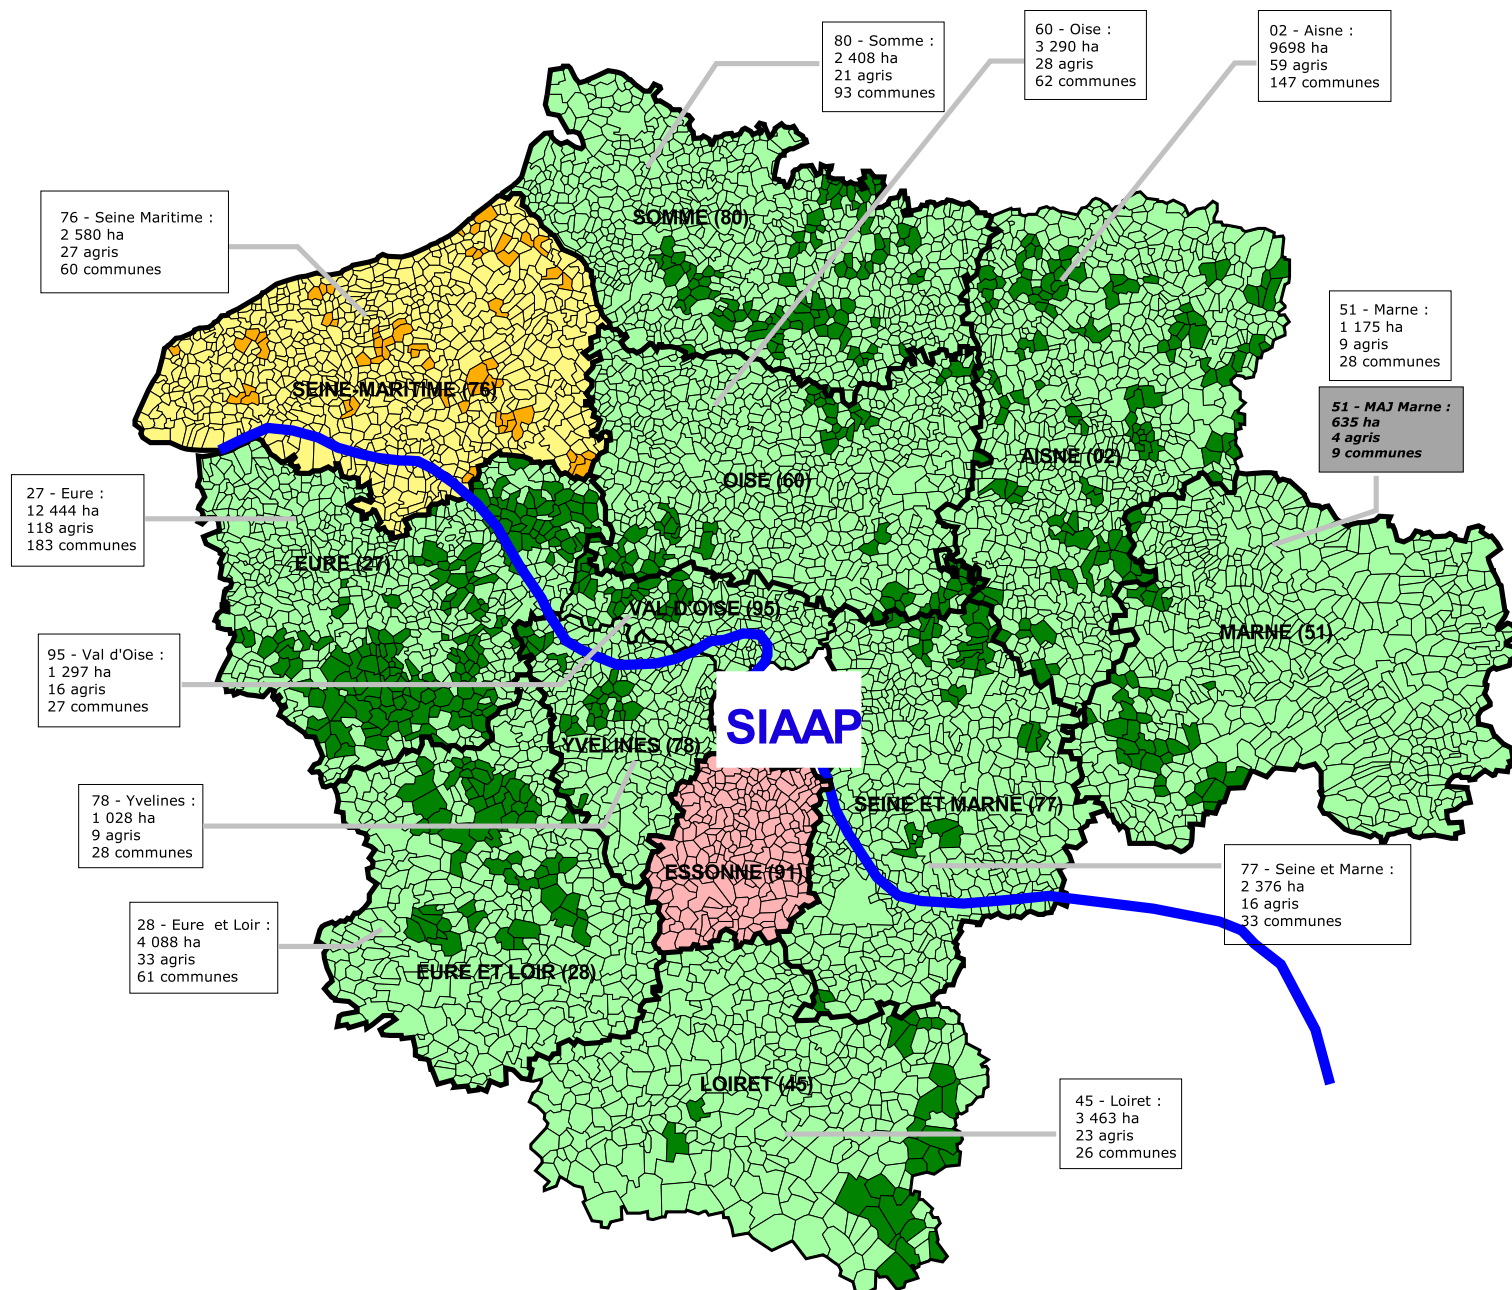 80 - Somme :
2 408 ha
21 agris
93 communes
60 - Oise :
3 290 ha
28 agris
62 communes
02 - Aisne :
9698 ha
59 agris
147 communes
76 - Seine Maritime :
2 580 ha
27 agris
60 communes
SOMME (80)
51 - Marne :
1 175 ha
9 agris
28 communes
51 - MAJ Marne :
635 ha
4 agris
9 communes
SEINE-MARITIME (76)
AISNE (02)
OISE (60)
27 - Eure :
12 444 ha
118 agris
183 communes
EURE (27)
VAL D'OISE (95)
MARNE (51)
95 - Val d'Oise :
1 297 ha
16 agris
27 communes
SIAAP
YVELINES (78)
78 - Yvelines :
1 028 ha
9 agris
28 communes
SEINE ET MARNE (77)
ESSONNE (91)
77 - Seine et Marne :
2 376 ha
16 agris
33 communes
28 - Eure  et Loir :
4 088 ha
33 agris
61 communes
EURE ET LOIR (28)
LOIRET (45)
45 - Loiret :
3 463 ha
23 agris
26 communes